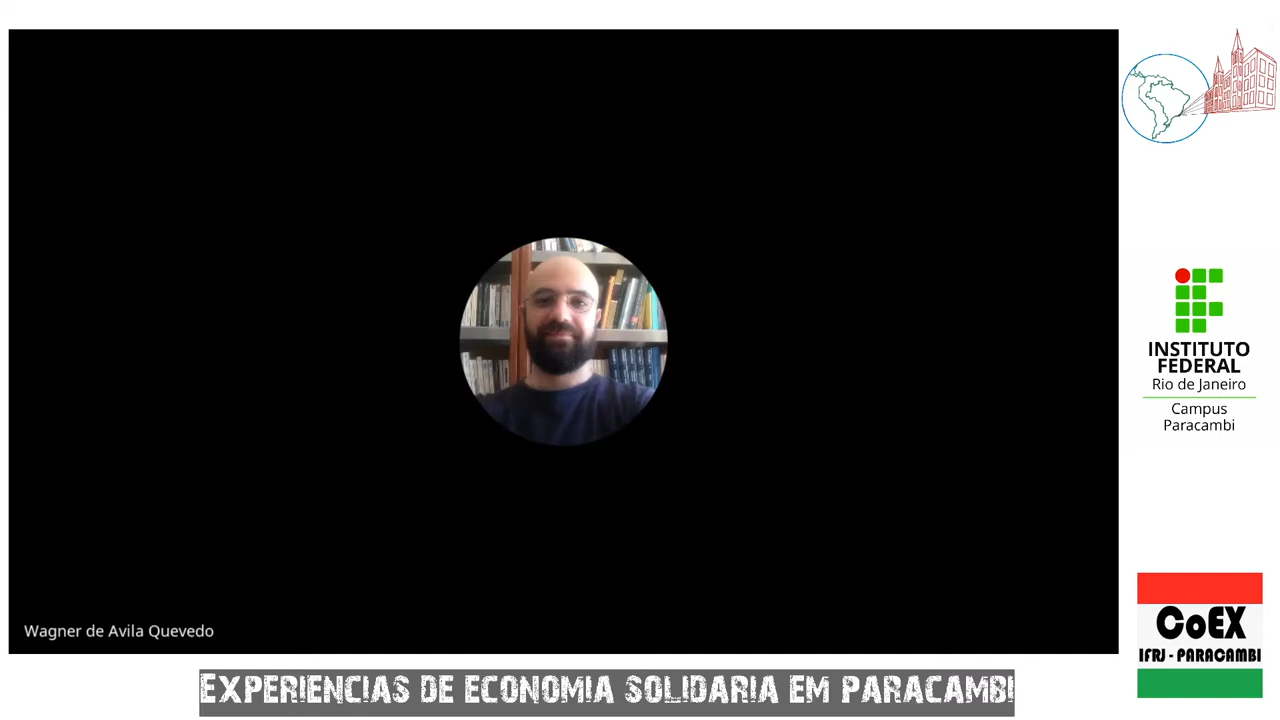 INSTITUTO
FEDERAL
Rio de Janeiro
Campus
Paracambi
CoEX
IFRJ - PARACAMBI
Wagner de Avila Quevedo
EXPERIENCIAS DE ECONOMIA SOLIDARIA EM PARACAMBI